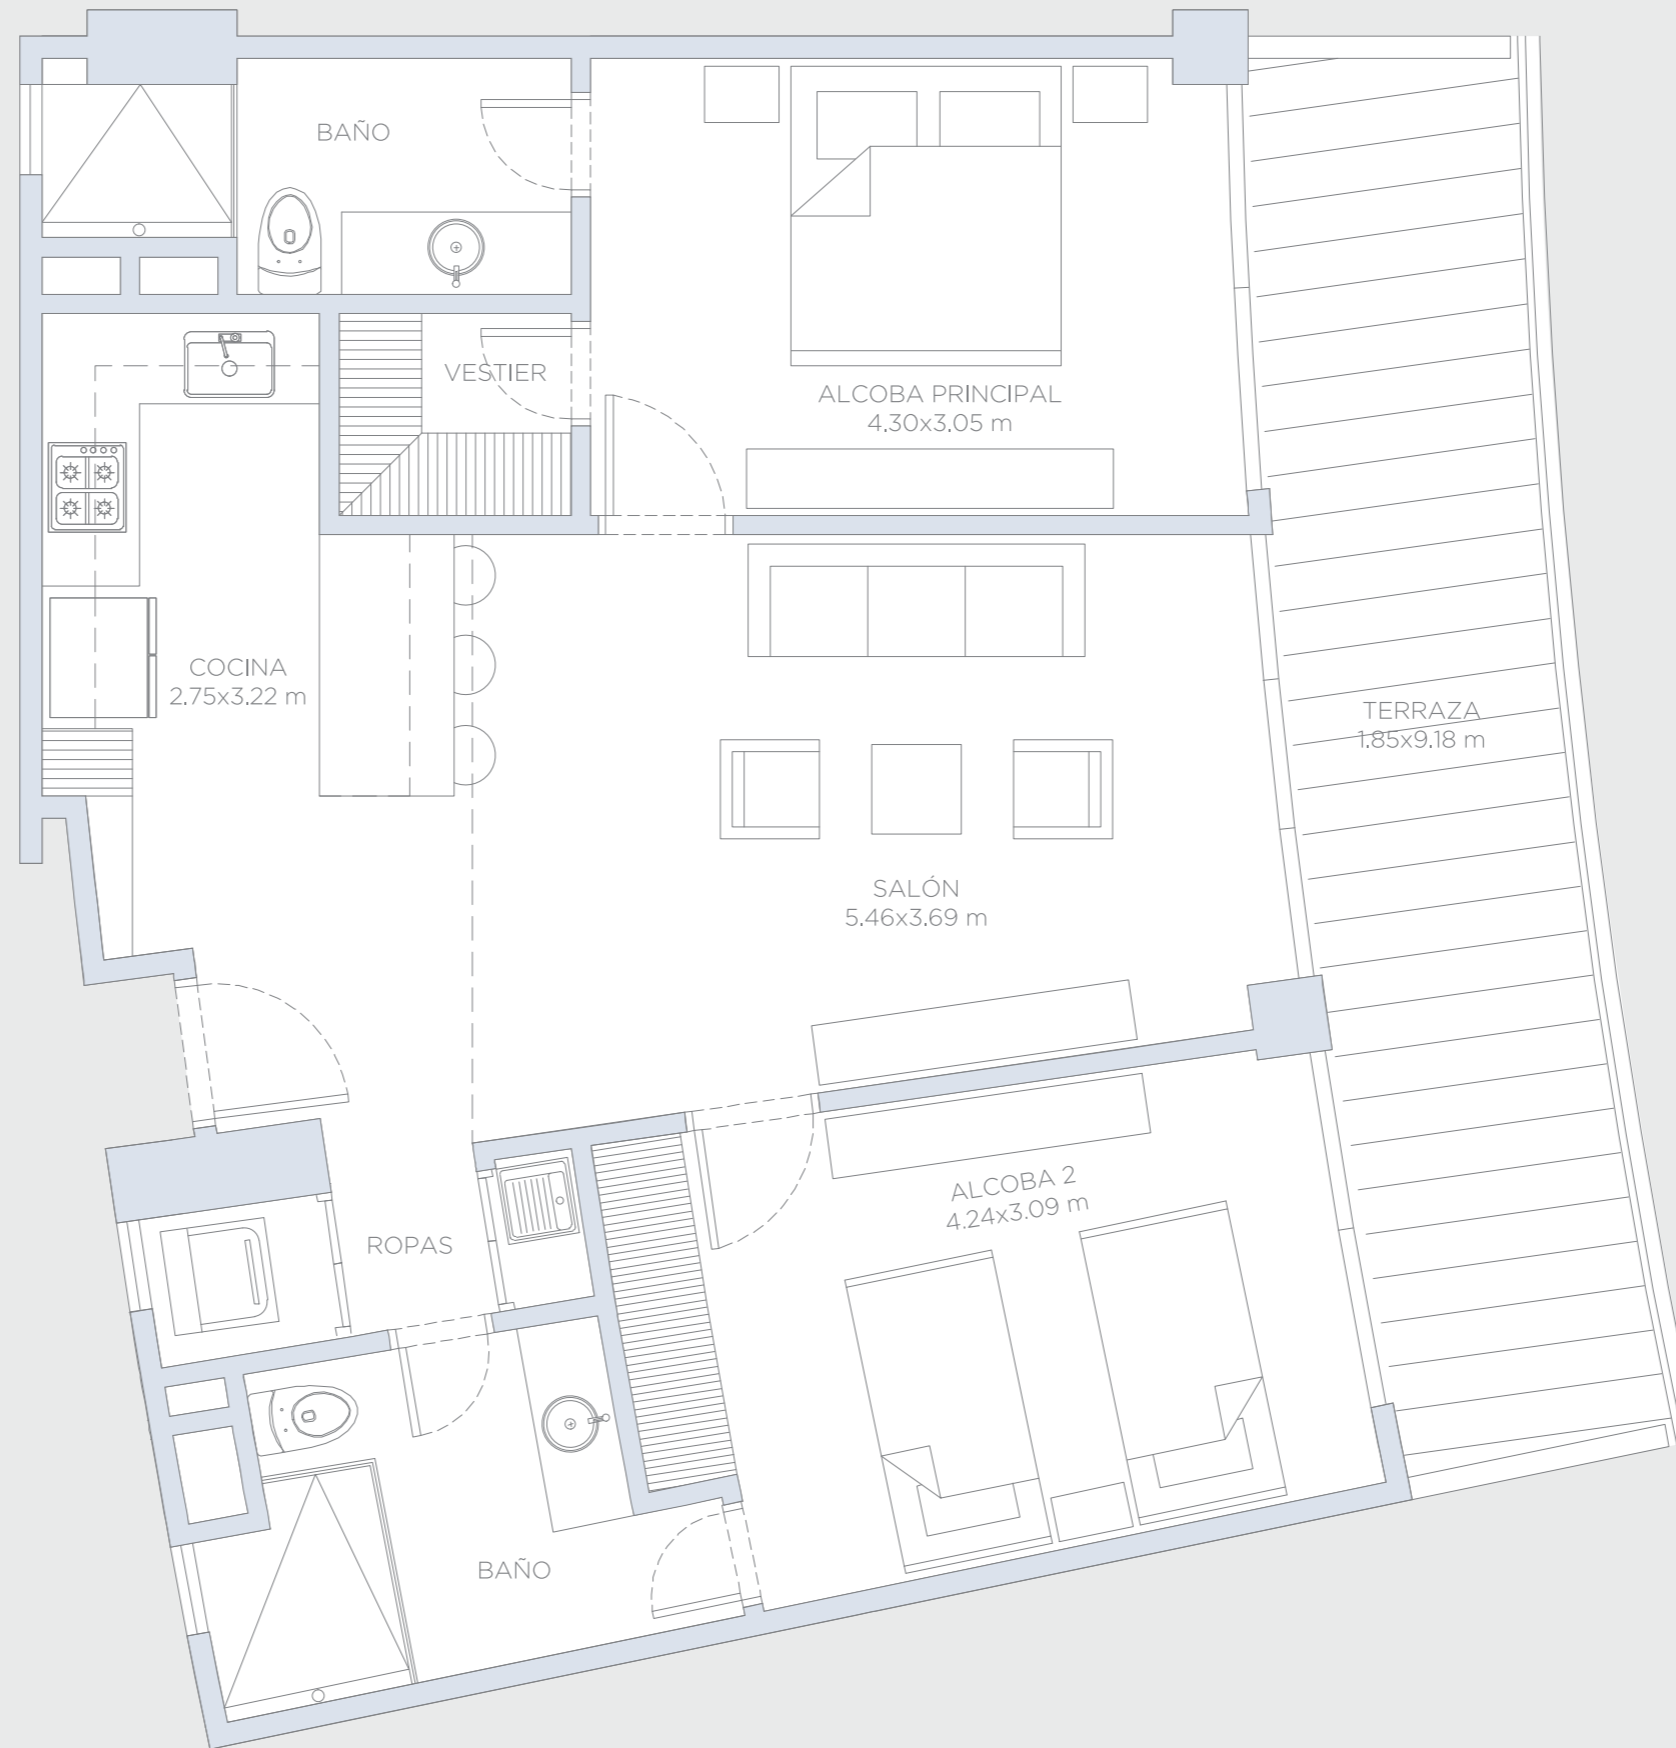 BAÑO
VESTIER
ALCOBA PRINCIPAL
4.30x3.05 m
COCINA
2.75x3.22 m
TERRAZA
1.85x9.18 m
SALÓN
5.46x3.69 m
ALCOBA 2
4.24x3.09 m
ROPAS
BAÑO